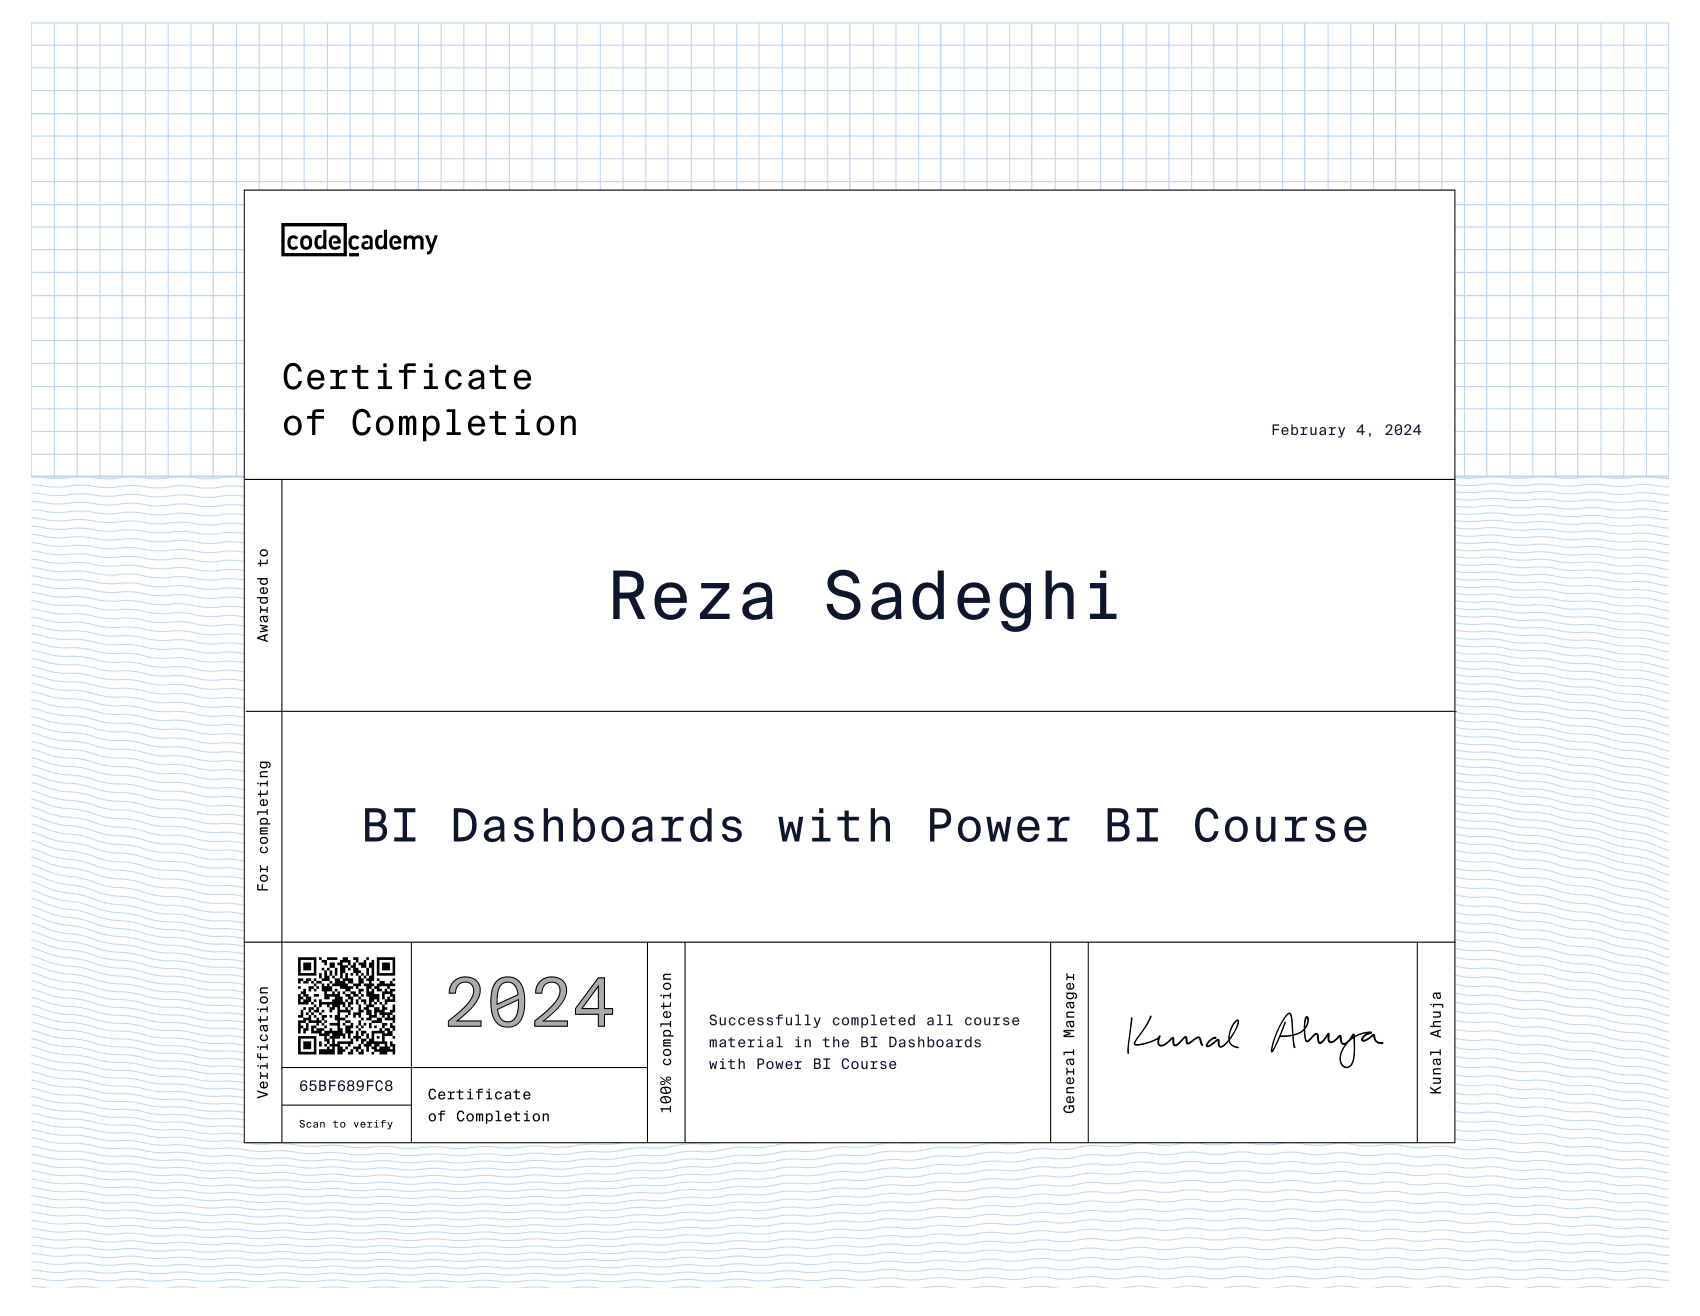 codecademy
Certificate
of Completion
February 4, 2024
Awarded to
Reza Sadeghi
For completing
BI Dashboards with Power BI Course
Verification
65BF689FC8
Scan to verify
2024
Certificate
of Completion
100% completion
Successfully completed all course
material in the BI Dashboards
with Power BI Course
General Manager
Kunal Ahuja
Kunal Ahuja